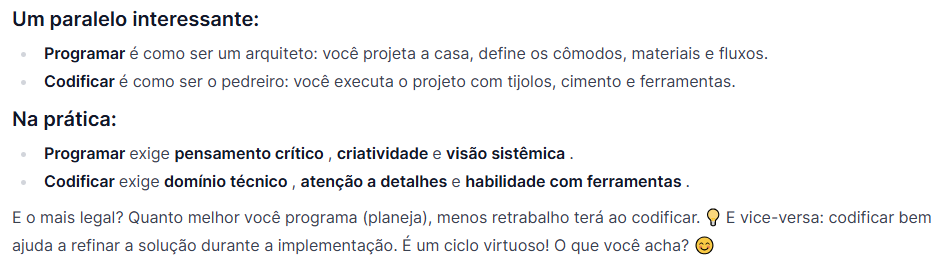 Um paralelo interessante:
Programar é como ser um arquiteto: você projeta a casa, define os cômodos, materiais e fluxos.
Codificar é como ser o pedreiro: você executa o projeto com tijolos, cimento e ferramentas.
Na prática:
Programar exige pensamento crítico , criatividade e visão sistêmica .
Codificar exige domínio técnico , atenção a detalhes e habilidade com ferramentas .
E o mais legal? Quanto melhor você programa (planeja), menos retrabalho terá ao codificar. 💡 E vice-versa: codificar bem
ajuda a refinar a solução durante a implementação. É um ciclo virtuoso! O que você acha? 😊